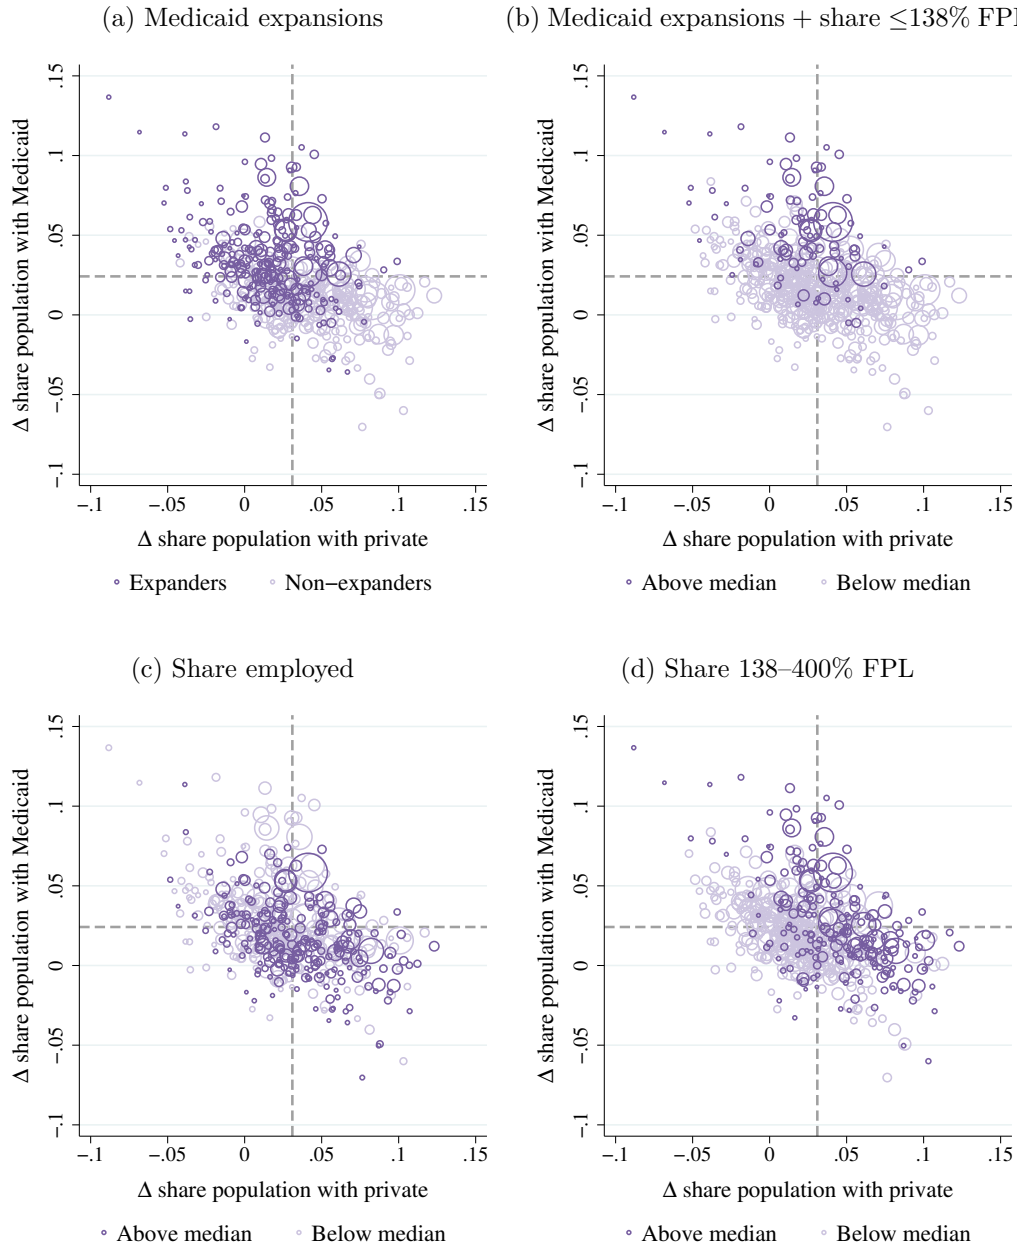 (a) Medicaid expansions
Δ share population with Medicaid
.15
.1
.05
0
−.05
−.1
−.1 −.05 0 .05 .1 .15
Δ share population with private
Expanders Non−expanders
(b) Medicaid expansions + share ≤138% FPL
Δ share population with Medicaid
.15
.1
.05
0
−.05
−.1
−.1 −.05 0 .05 .1 .15
Δ share population with private
Above median Below median
(c) Share employed
Δ share population with Medicaid
.15
.1
.05
0
−.05
−.1
−.1 −.05 0 .05 .1 .15
Δ share population with private
Above median Below median
(d) Share 138–400% FPL
Δ share population with Medicaid
.15
.1
.05
0
−.05
−.1
−.1 −.05 0 .05 .1 .15
Δ share population with private
Above median Below median